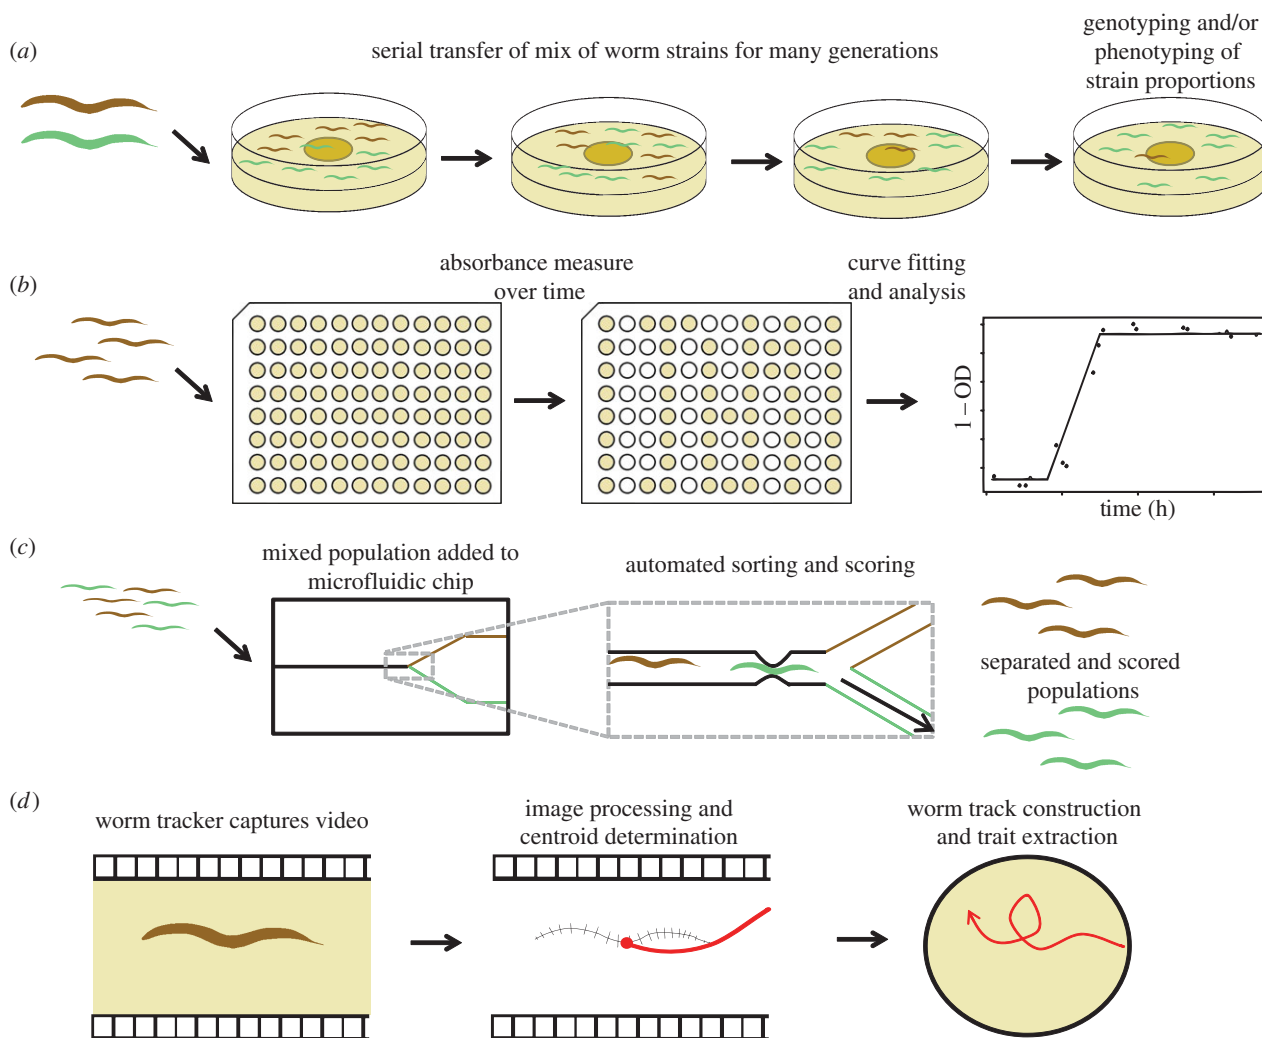 (a)
serial transfer of mix of worm strains for many generations
genotyping and/or
phenotyping of
strain proportions
(b)
absorbance measure
over time
curve fitting
and analysis
1 – OD
time (h)
(c)
mixed population added to
microfluidic chip
automated sorting and scoring
separated and scored
populations
(d)
worm tracker captures video
image processing and
centroid determination
worm track construction
and trait extraction